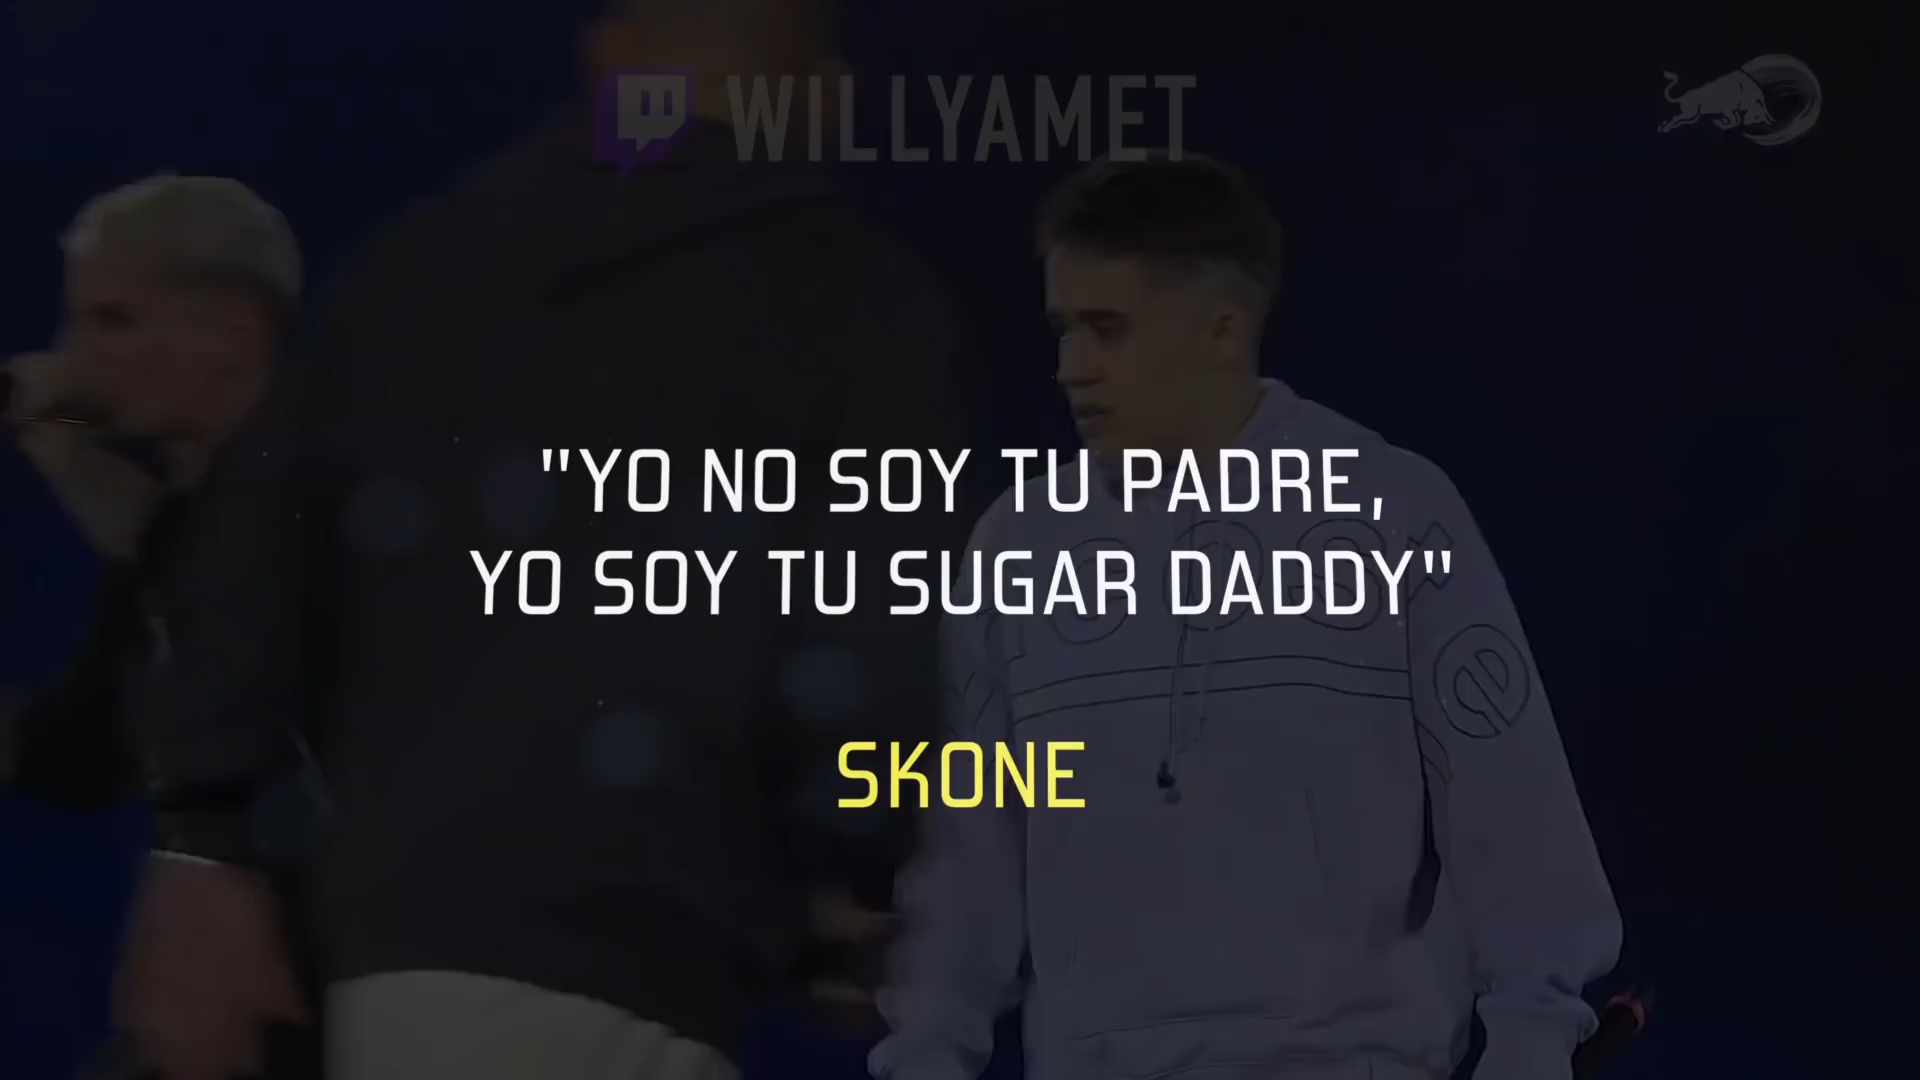 WILLYAMET
"YO NO SOY TU PADRE,
YO SOY TU SUGAR DADDY"
SKONE